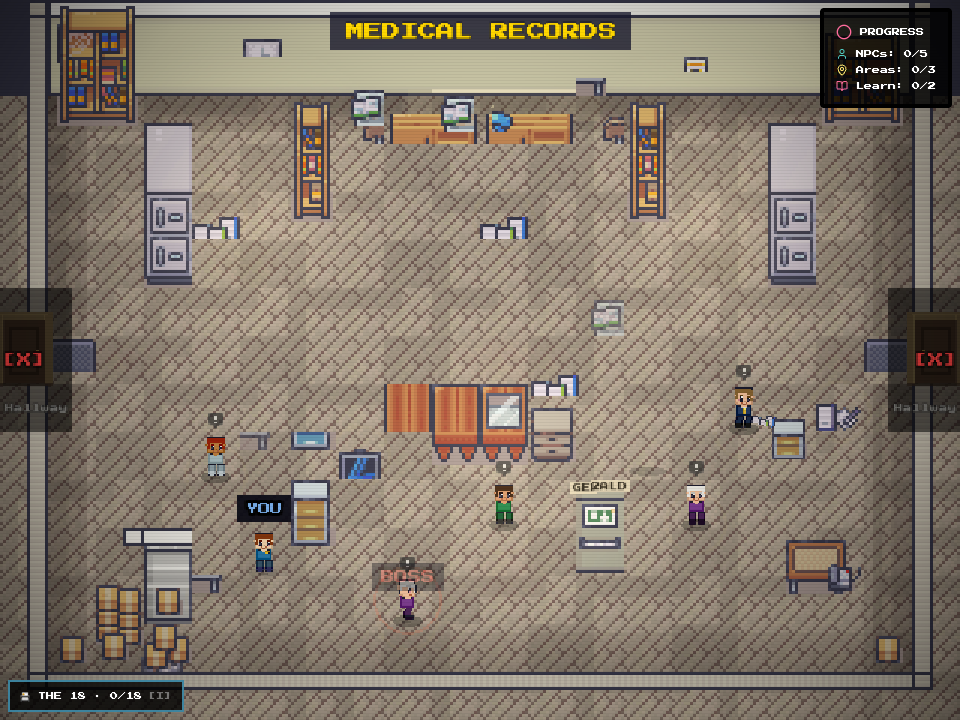 MEDICAL RECORDS
PROGRESS
NPCs: 0/5
Areas: 0/3
Learn: 0/2
[X]
Hallway
[X]
Hallway
YOU
GERALD
BOSS
THE 18 · 0/18 [I]